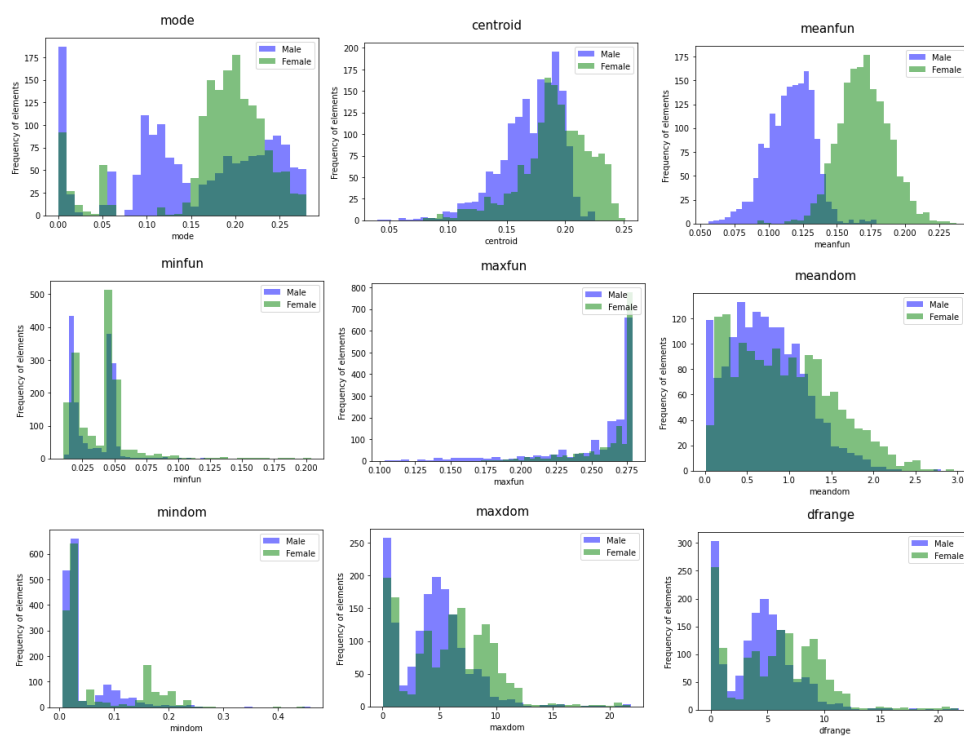 mode
Frequency of elements
175
150
125
100
75
50
25
0
Male
Female
0.00 0.05 0.10 0.15 0.20 0.25
mode
centroid
Frequency of elements
200
175
150
125
100
75
50
25
0
Male
Female
0.05 0.10 0.15 0.20 0.25
centroid
meanfun
Frequency of elements
175
150
125
100
75
50
25
0
Male
Female
0.050 0.075 0.100 0.125 0.150 0.175 0.200 0.225
meanfun
minfun
Frequency of elements
500
400
300
200
100
0
Male
Female
0.025 0.050 0.075 0.100 0.125 0.150 0.175 0.200
minfun
maxfun
Frequency of elements
800
700
600
500
400
300
200
100
0
Male
Female
0.100 0.125 0.150 0.175 0.200 0.225 0.250 0.275
maxfun
meandom
Frequency of elements
120
100
80
60
40
20
0
Male
Female
0.0 0.5 1.0 1.5 2.0 2.5 3.0
meandom
mindom
Frequency of elements
600
500
400
300
200
100
0
Male
Female
0.0 0.1 0.2 0.3 0.4
mindom
maxdom
Frequency of elements
250
200
150
100
50
0
Male
Female
0 5 10 15 20
maxdom
dfrange
Frequency of elements
300
250
200
150
100
50
0
Male
Female
0 5 10 15 20
dfrange